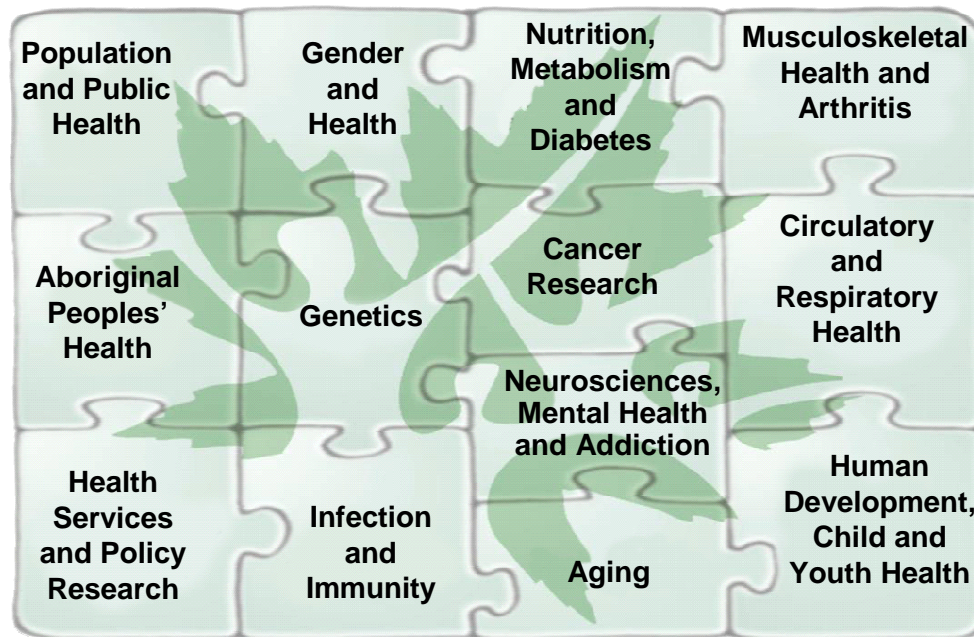 Population
and Public
Health
Gender
and
Health
Nutrition,
Metabolism
and
Diabetes
Musculoskeletal
Health and
Arthritis
Aboriginal
Peoples’
Health
Genetics
Cancer
Research
Circulatory
and
Respiratory
Health
Neurosciences,
Mental Health
and Addiction
Health
Services
and Policy
Research
Infection
and
Immunity
Aging
Human
Development,
Child and
Youth Health